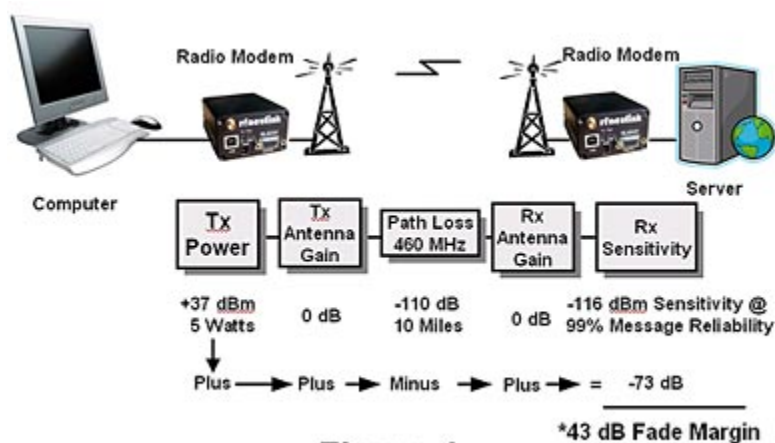 Radio Modem
Radio Modem
rfneulink
Computer
Server
Tx
Power
Tx
Antenna
Gain
Path Loss
460 MHz
Rx
Antenna
Gain
Rx
Sensitivity
+37 dBm
5 Watts
0 dB
-110 dB
10 Miles
0 dB
-116 dBm Sensitivity @
99% Message Reliability
Plus
Plus
Minus
Plus
=
-73 dB
*43 dB Fade Margin